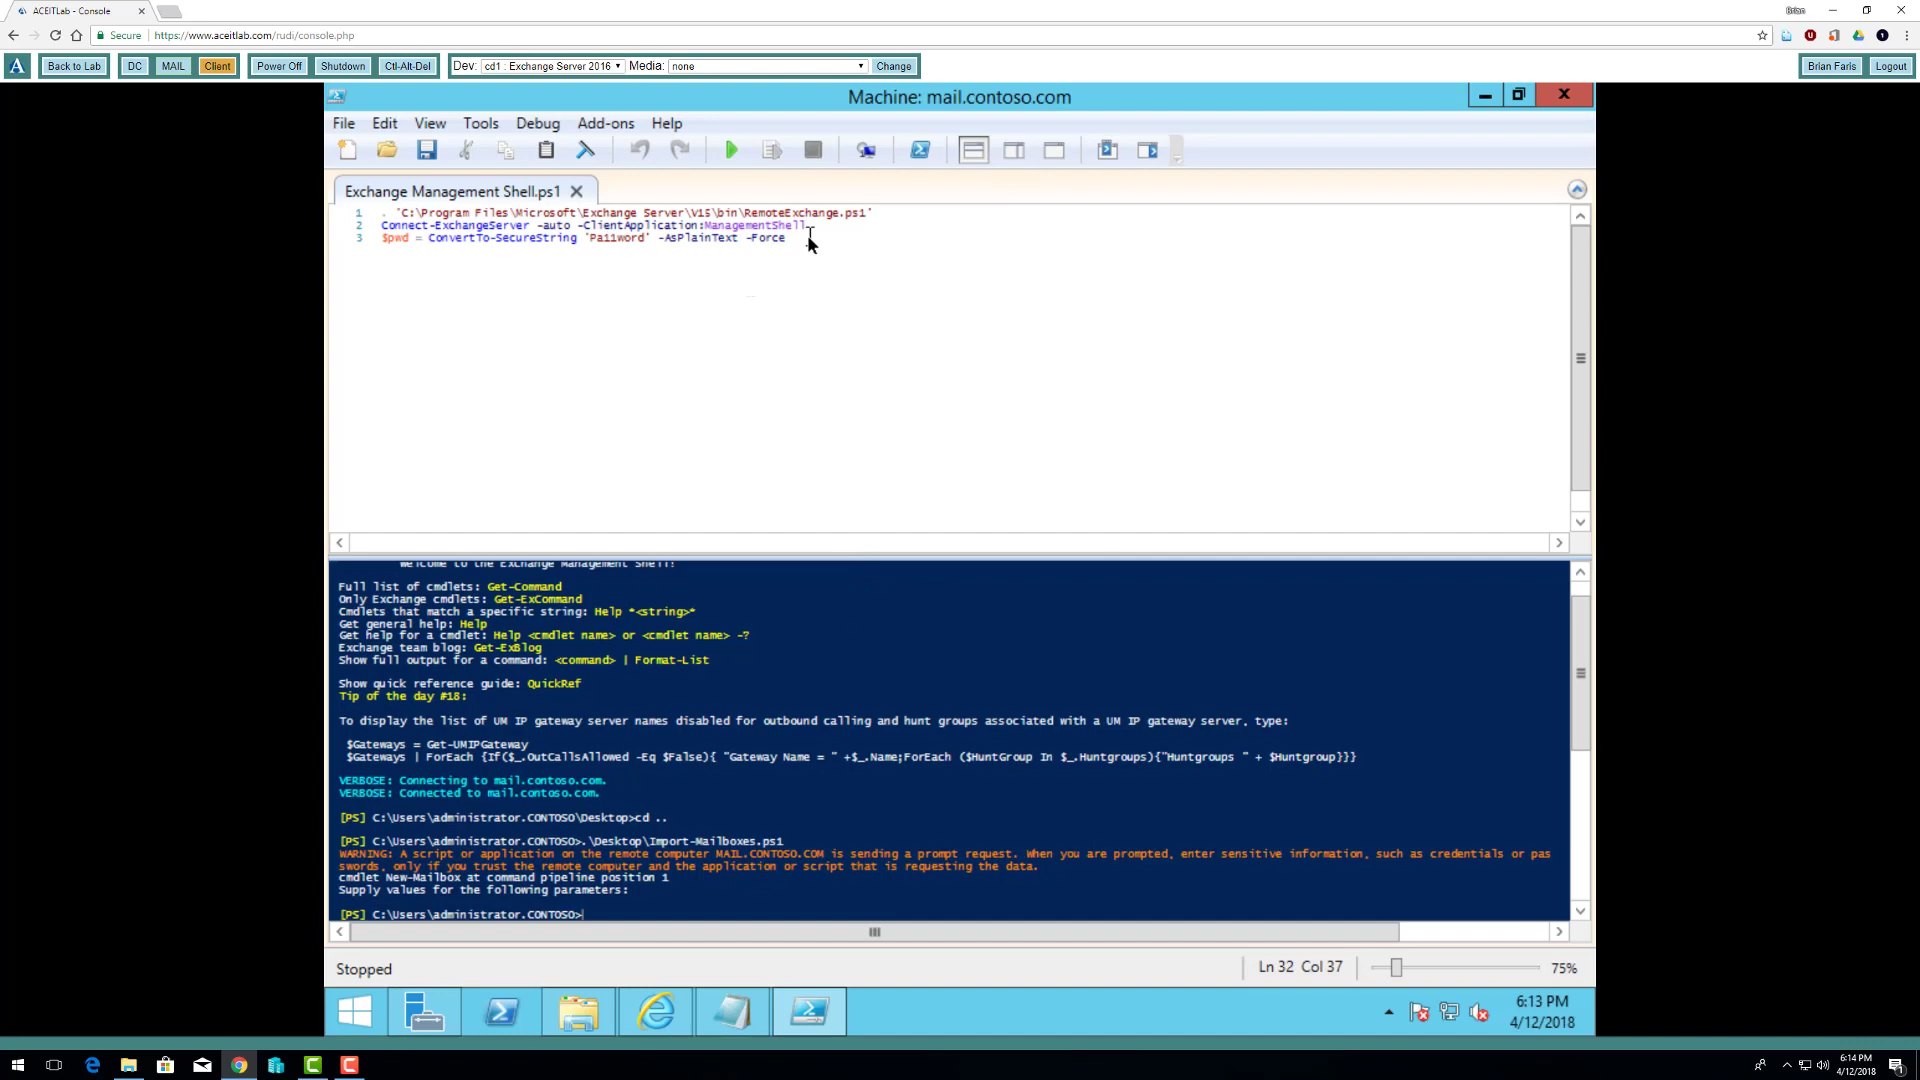 ACEITLab - Console
Brian
Secure https://www.aceitlab.com/rudi/console.php
Back to Lab DC MAIL Client Power Off Shutdown Ctl-Alt-Del Dev: cd1 : Exchange Server 2016 Media: none Change Brian Faris Logout
Machine: mail.contoso.com
File Edit View Tools Debug Add-ons Help
Exchange Management Shell.ps1
1 . 'C:\Program Files\Microsoft\Exchange Server\V15\bin\RemoteExchange.ps1'
2 Connect-ExchangeServer -auto -ClientApplication:ManagementShell
3 $pwd = ConvertTo-SecureString 'Pa11word' -AsPlainText -Force
Welcome to the Exchange Management Shell!
Full list of cmdlets: Get-Command
Only Exchange cmdlets: Get-ExCommand
Cmdlets that match a specific string: Help *<string>*
Get general help: Help
Get help for a cmdlet: Help <cmdlet name> or <cmdlet name> -?
Exchange team blog: Get-ExBlog
Show full output for a command: <command> | Format-List
Show quick reference guide: QuickRef
Tip of the day #18:
To display the list of UM IP gateway server names disabled for outbound calling and hunt groups associated with a UM IP gateway server, type:
$Gateways = Get-UMIPGateway
$Gateways | ForEach {If($_.OutCallsAllowed -Eq $False){ "Gateway Name = " +$_.Name;ForEach ($HuntGroup In $_.Huntgroups){"Huntgroups " + $Huntgroup}}}
VERBOSE: Connecting to mail.contoso.com.
VERBOSE: Connected to mail.contoso.com.
[PS] C:\Users\administrator.CONTOSO\Desktop>cd ..
[PS] C:\Users\administrator.CONTOSO>.\Desktop\Import-Mailboxes.ps1
WARNING: A script or application on the remote computer MAIL.CONTOSO.COM is sending a prompt request. When you are prompted, enter sensitive information, such as credentials or pas
swords, only if you trust the remote computer and the application or script that is requesting the data.
cmdlet New-Mailbox at command pipeline position 1
Supply values for the following parameters:
[PS] C:\Users\administrator.CONTOSO>
Stopped Ln 32 Col 37 75%
6:13 PM
4/12/2018
6:14 PM
4/12/2018